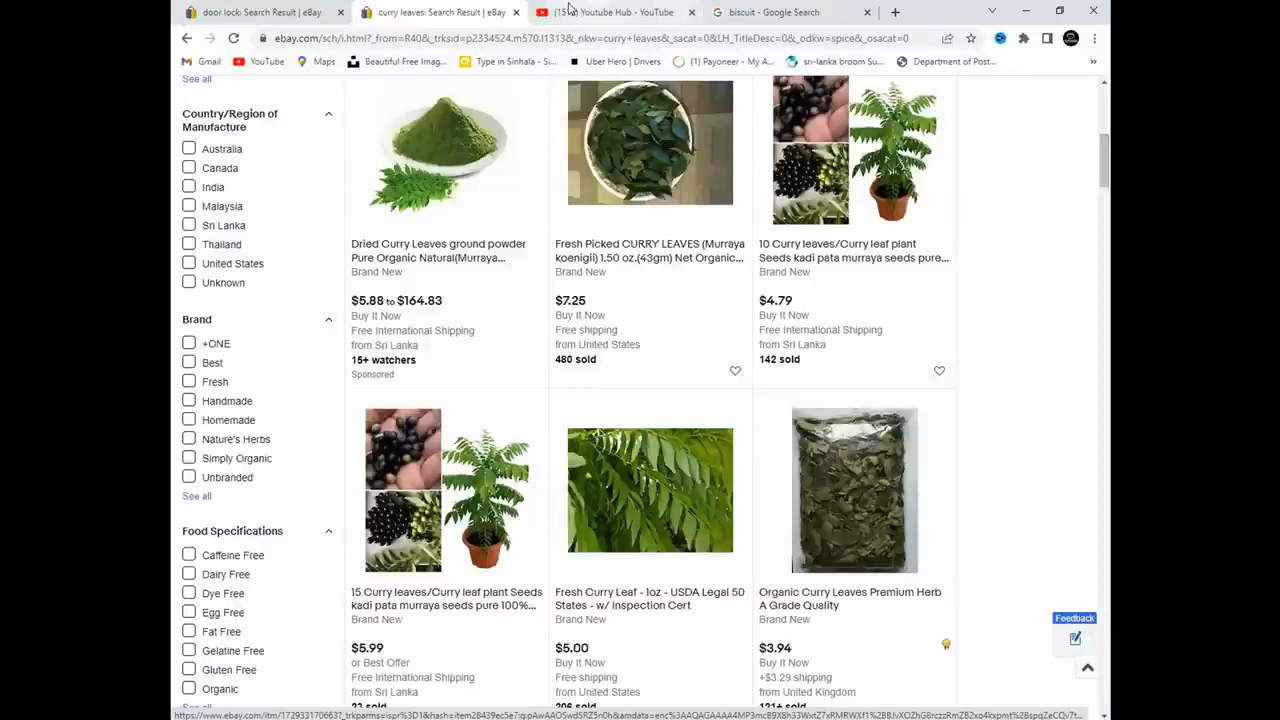 door lock: Search Result | eBay
curry leaves: Search Result | eBay
Youtube Hub - YouTube
biscuit - Google Search
ebay.com/sch/i.html?_from=R40&_trksid=p2334524.m570.l1313&_nkw=curry+leaves&_sacat=0&LH_TitleDesc=0&_odkw=spice&_osacat=0
Gmail
YouTube
Maps
Beautiful Free Imag...
Type in Sinhala - Si...
Uber Hero | Drivers
(1) Payoneer - My A...
sri-lanka broom Su...
Department of Post...
See all
Country/Region of
Manufacture
Australia
Canada
India
Malaysia
Sri Lanka
Thailand
United States
Unknown
Brand
+ONE
Best
Fresh
Handmade
Homemade
Nature's Herbs
Simply Organic
Unbranded
See all
Food Specifications
Caffeine Free
Dairy Free
Dye Free
Egg Free
Fat Free
Gelatine Free
Gluten Free
Organic
Dried Curry Leaves ground powder
Pure Organic Natural(Murraya...
Brand New
$5.88 to $164.83
Buy It Now
Free International Shipping
from Sri Lanka
15+ watchers
Sponsored
Fresh Picked CURRY LEAVES (Murraya
koenigii) 1.50 oz.(43gm) Net Organic...
Brand New
$7.25
Buy It Now
Free shipping
from United States
480 sold
10 Curry leaves/Curry leaf plant
Seeds kadi pata murraya seeds pure...
Brand New
$4.79
Buy It Now
Free International Shipping
from Sri Lanka
142 sold
15 Curry leaves/Curry leaf plant Seeds
kadi pata murraya seeds pure 100%...
Brand New
$5.99
or Best Offer
Free International Shipping
from Sri Lanka
23 sold
Fresh Curry Leaf - 1oz - USDA Legal 50
States - w/ Inspection Cert
Brand New
$5.00
Buy It Now
Free shipping
from United States
206 sold
Organic Curry Leaves Premium Herb
A Grade Quality
Brand New
$3.94
Buy It Now
+$3.29 shipping
from United Kingdom
121+ sold
Feedback